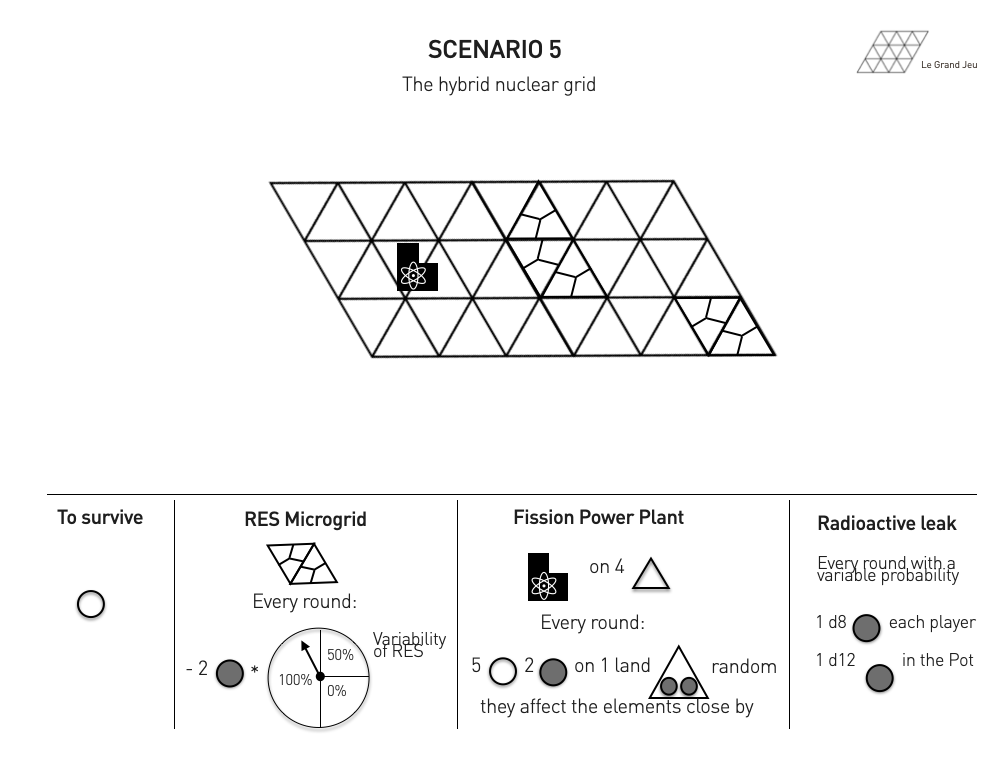 SCENARIO 5
The hybrid nuclear grid
Le Grand Jeu
To survive
RES Microgrid
Every round:
- 2 *
Variability
of RES
50%
100%
0%
Fission Power Plant
on 4
Every round:
5 2 on 1 land random
they affect the elements close by
Radioactive leak
Every round with a
variable probability
1 d8 each player
1 d12 in the Pot